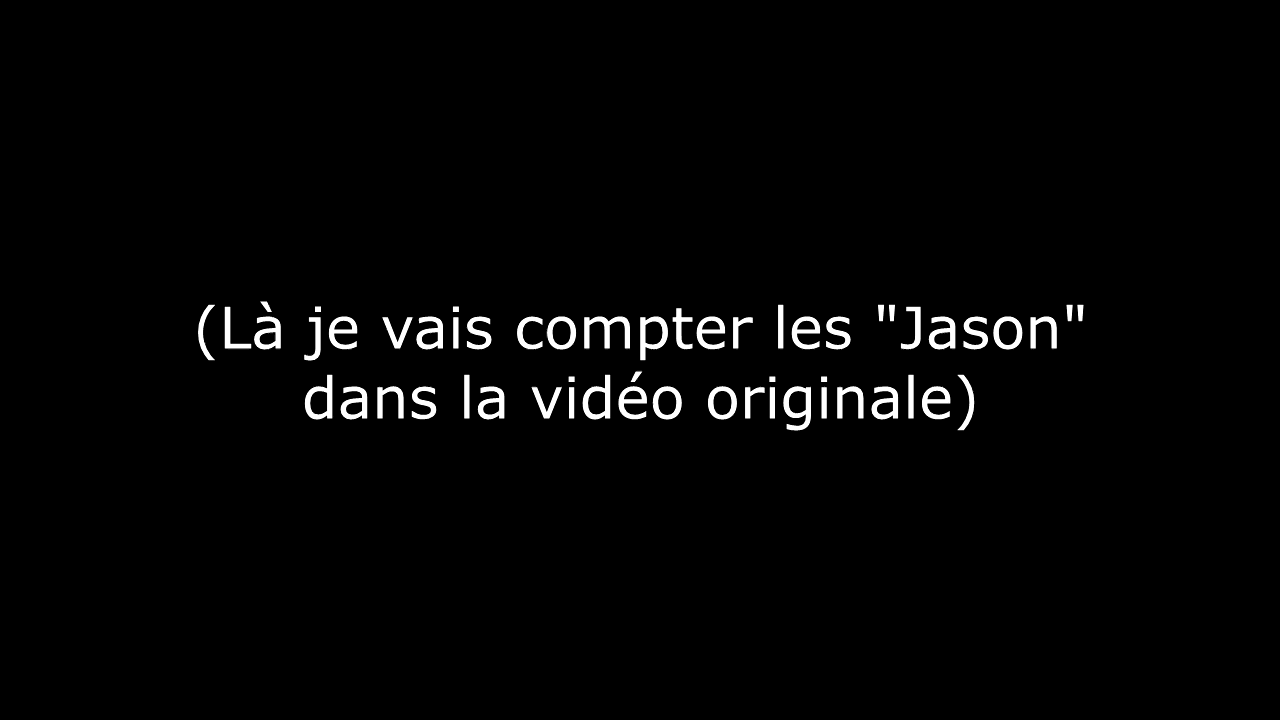 (Là je vais compter les "Jason"
dans la vidéo originale)